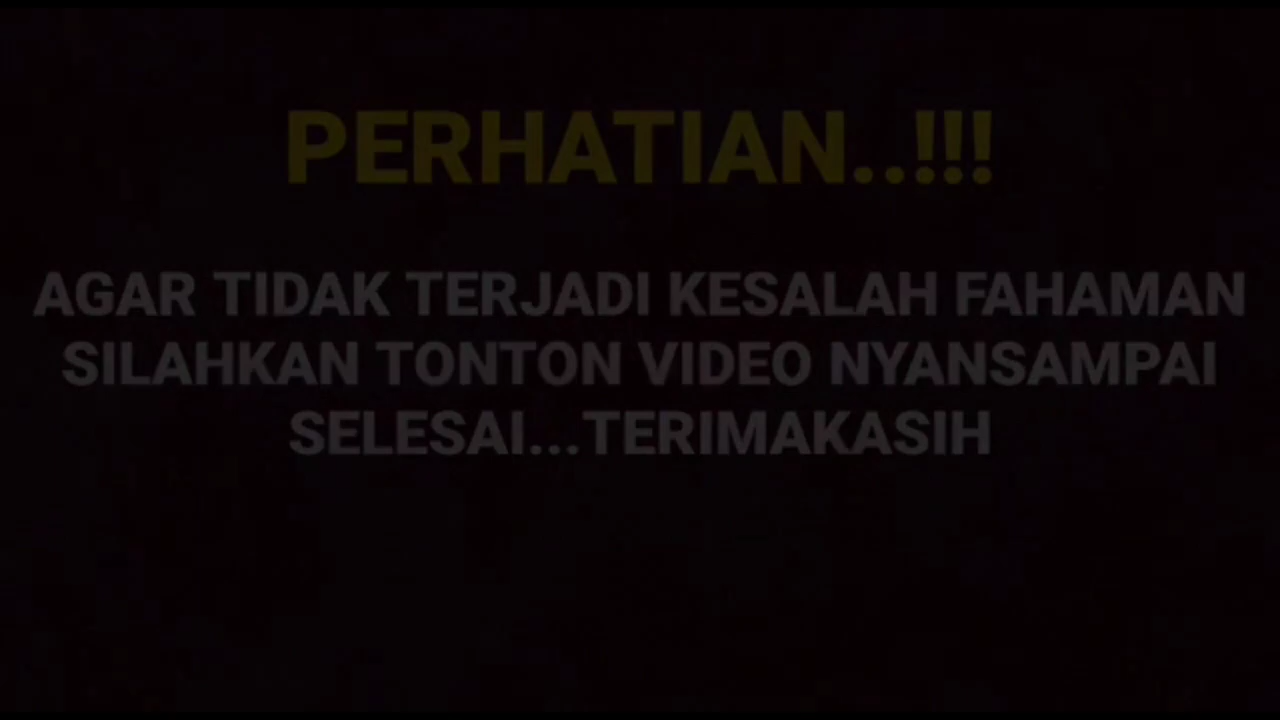 PERHATIAN..!!!
AGAR TIDAK TERJADI KESALAH FAHAMAN
SILAHKAN TONTON VIDEO NYANSAMPAI
SELESAI...TERIMAKASIH